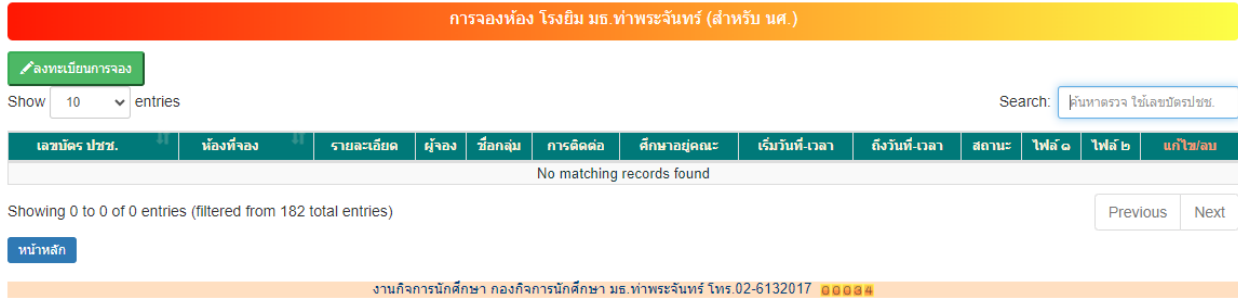 การจองห้อง โรงยิม มธ.ท่าพระจันทร์ (สำหรับ นศ.)
ลงทะเบียนการจอง
Show 10 entries Search: ค้นหาตรวจ ใช้เลขบัตรปชช.
เลขบัตร ปชช. ห้องที่จอง รายละเอียด ผู้จอง ชื่อกลุ่ม การติดต่อ ศึกษาอยู่คณะ เริ่มวันที่-เวลา ถึงวันที่-เวลา สถานะ ไฟล์ ๑ ไฟล์ ๒ แก้ไข/ลบ
No matching records found
Showing 0 to 0 of 0 entries (filtered from 182 total entries) Previous Next
หน้าหลัก
งานกิจการนักศึกษา กองกิจการนักศึกษา มธ.ท่าพระจันทร์ โทร.02-6132017 00034